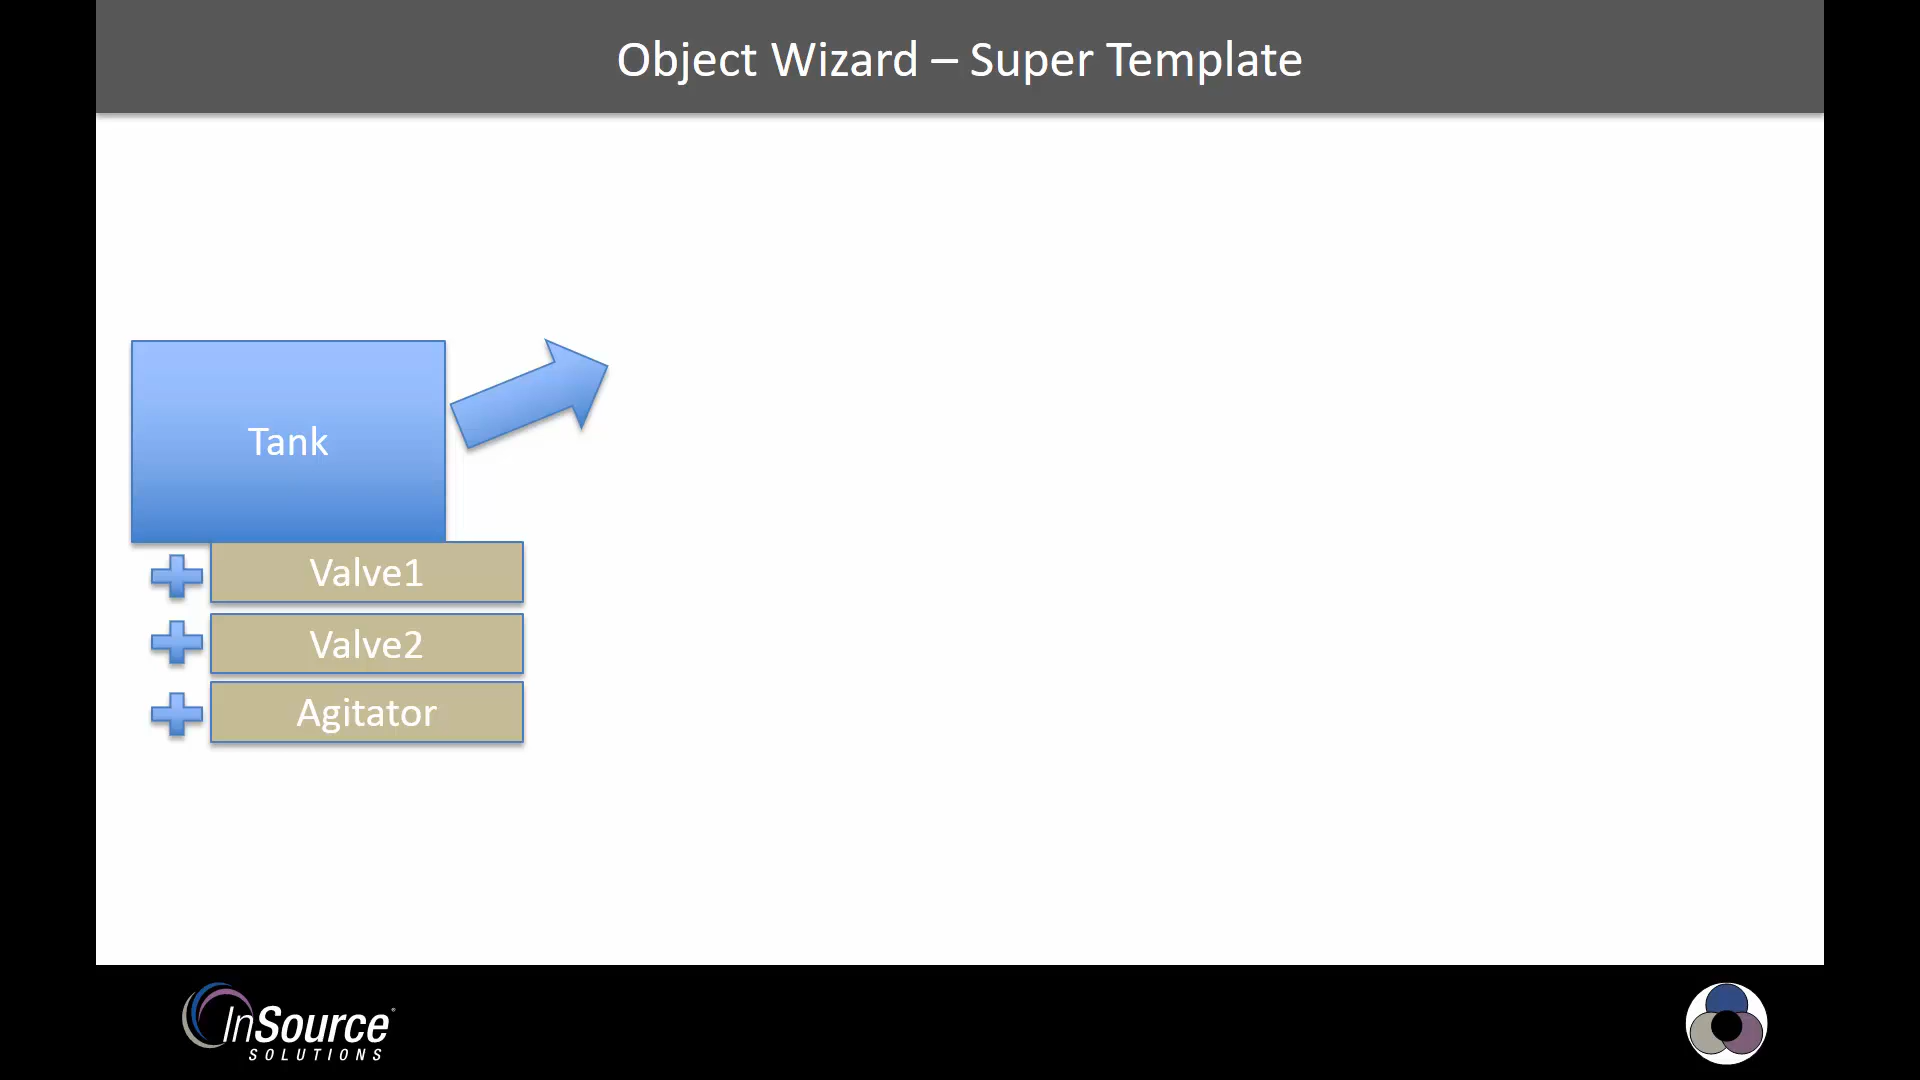 Object Wizard – Super Template
Tank
Valve1
Valve2
Agitator
InSource
SOLUTIONS